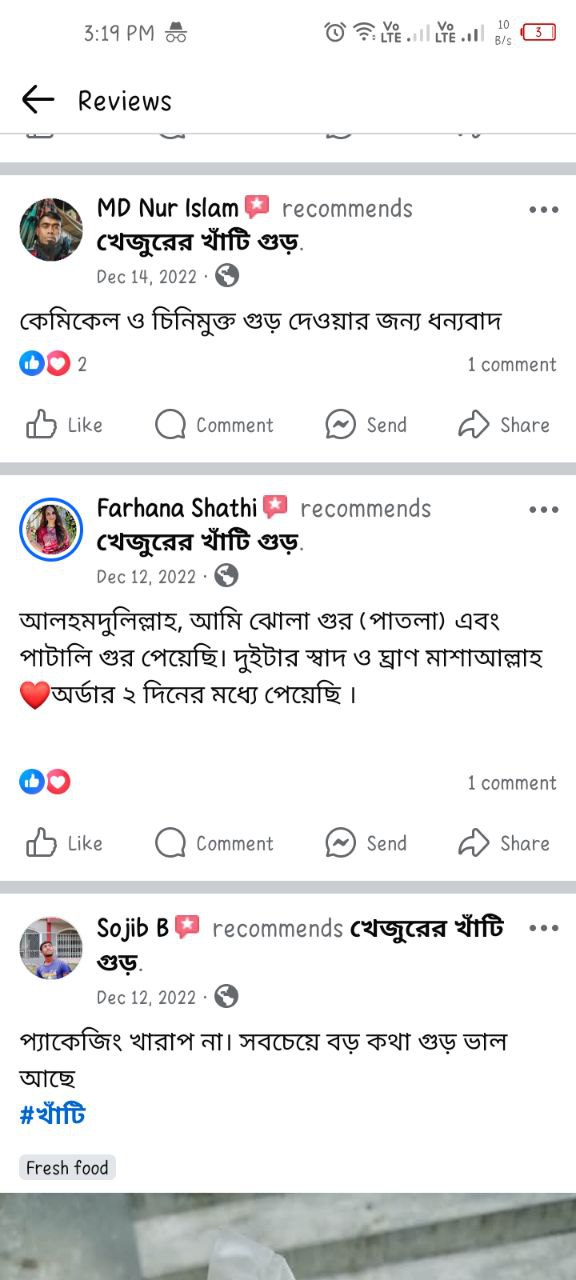 3:19 PM
Vo LTE Vo LTE 10 B/s 3
Reviews
MD Nur Islam recommends
খেজুরের খাঁটি গুড়.
Dec 14, 2022 ·
কেমিকেল ও চিনিমুক্ত গুড় দেওয়ার জন্য ধন্যবাদ
2 1 comment
Like Comment Send Share
Farhana Shathi recommends
খেজুরের খাঁটি গুড়.
Dec 12, 2022 ·
আলহমদুলিল্লাহ, আমি ঝোলা গুর (পাতলা) এবং
পাটালি গুর পেয়েছি। দুইটার স্বাদ ও ঘ্রাণ মাশাআল্লাহ
❤️অর্ডার ২ দিনের মধ্যে পেয়েছি ।
1 comment
Like Comment Send Share
Sojib B recommends খেজুরের খাঁটি
গুড়.
Dec 12, 2022 ·
প্যাকেজিং খারাপ না। সবচেয়ে বড় কথা গুড় ভাল
আছে
#খাঁটি
Fresh food